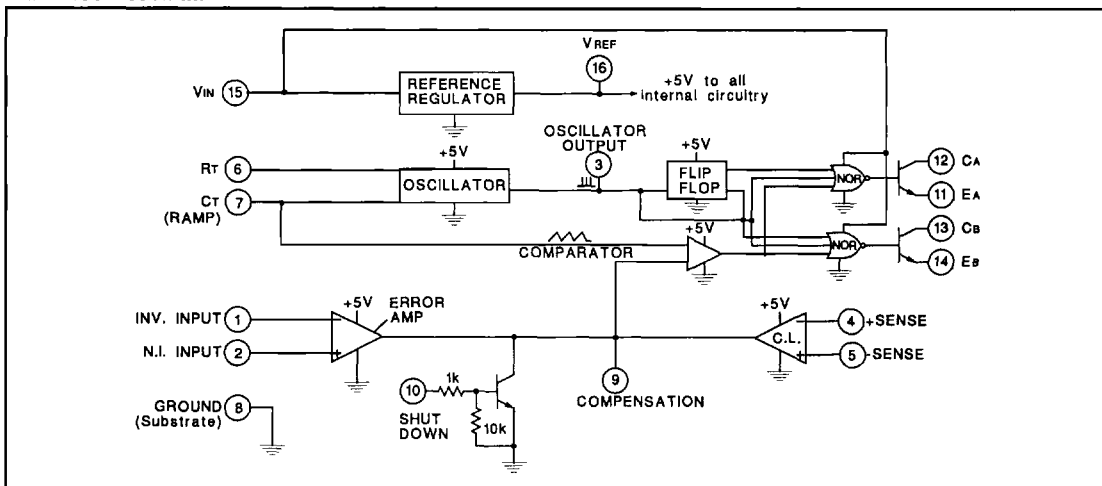 VREF
16
VIN 15
REFERENCE
REGULATOR
+5V to all
internal circuitry
OSCILLATOR
OUTPUT
3
+5V
RT 6
OSCILLATOR
CT 7
(RAMP)
+5V
FLIP
FLOP
NOR
12 CA
11 EA
+5V
COMPARATOR
NOR
13 CB
14 EB
+5V
ERROR
AMP
INV. INPUT 1
-
N.I. INPUT 2
+
+5V
C.L.
-
4 +SENSE
+
5 -SENSE
9
COMPENSATION
10
1k
SHUT
DOWN
10k
GROUND 8
(Substrate)